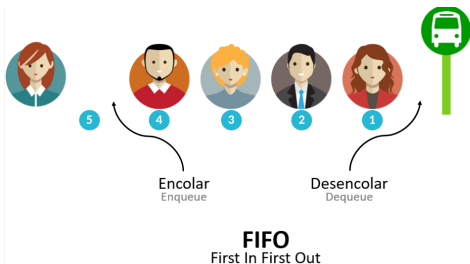 5 4 3 2 1
Encolar Desencolar
Enqueue Dequeue
FIFO
First In First Out